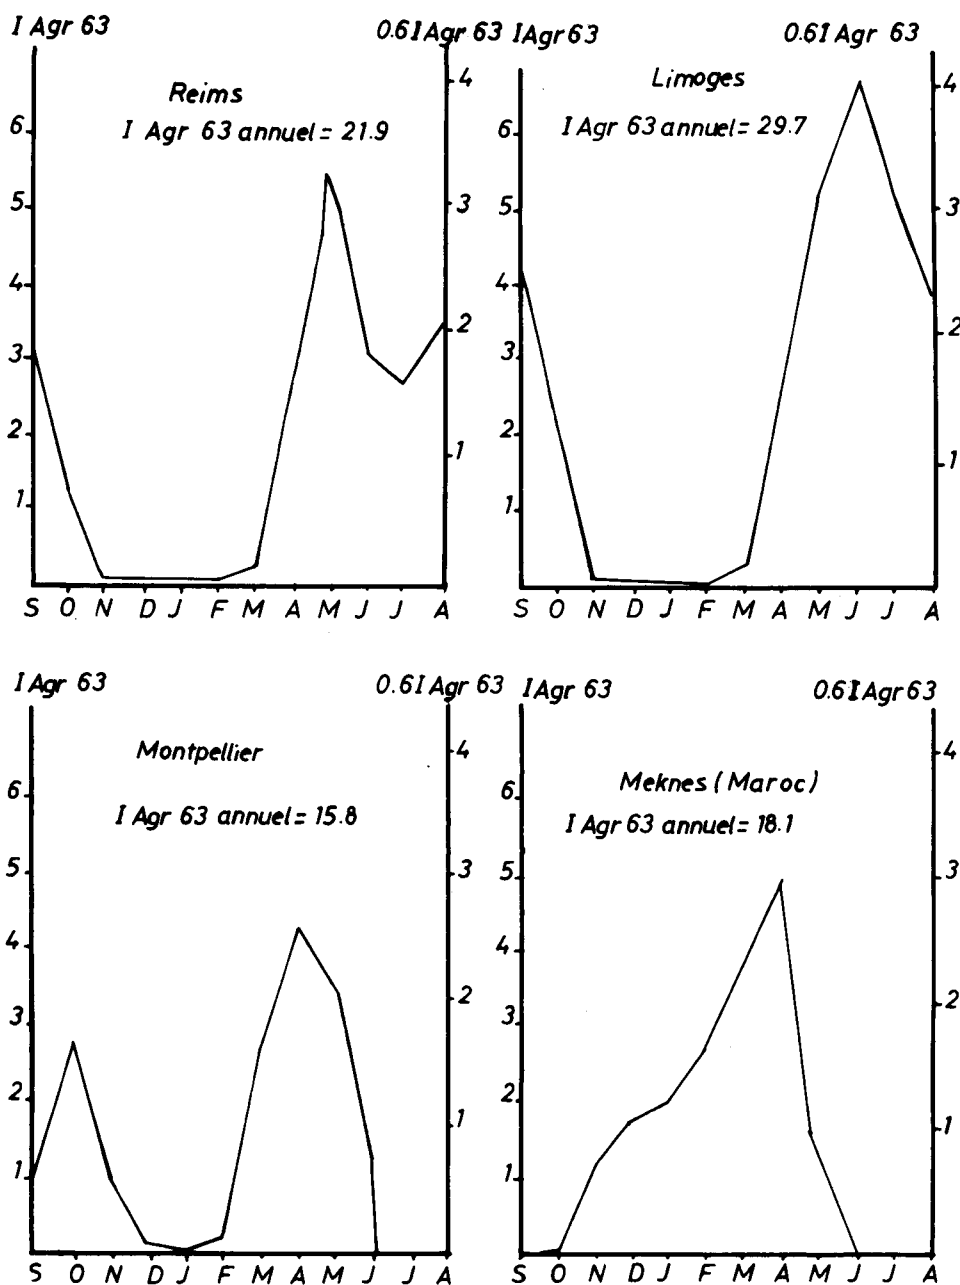 I Agr 63
0.6I Agr 63
Reims
I Agr 63 annuel = 21.9
6
5
4
3
2
1
4
3
2
1
S O N D J F M A M J J A
I Agr 63
0.6I Agr 63
Limoges
I Agr 63 annuel = 29.7
6
5
4
3
2
1
4
3
2
1
S O N D J F M A M J J A
I Agr 63
0.6I Agr 63
Montpellier
I Agr 63 annuel = 15.8
6
5
4
3
2
1
4
3
2
1
S O N D J F M A M J J A
I Agr 63
0.6I Agr 63
Meknes (Maroc)
I Agr 63 annuel = 18.1
6
5
4
3
2
1
4
3
2
1
S O N D J F M A M J J A